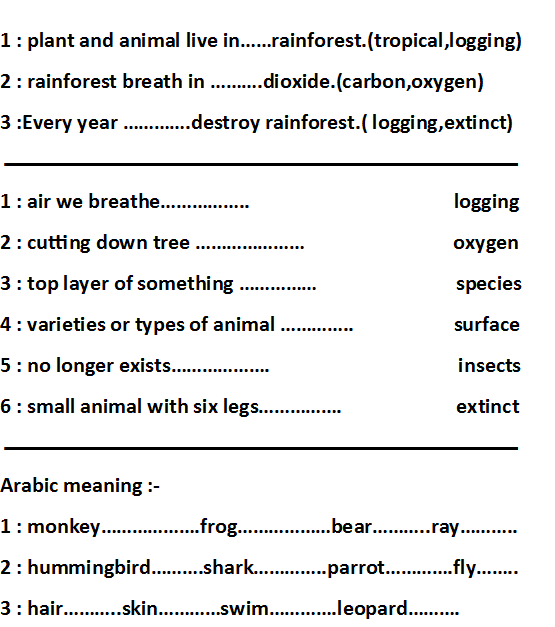 1 : plant and animal live in......rainforest.(tropical,logging)
2 : rainforest breath in ..........dioxide.(carbon,oxygen)
3 :Every year .............destroy rainforest.( logging,extinct)
1 : air we breathe................. logging
2 : cutting down tree ..................... oxygen
3 : top layer of something ............... species
4 : varieties or types of animal .............. surface
5 : no longer exists................... insects
6 : small animal with six legs................ extinct
Arabic meaning :-
1 : monkey...................frog..................bear...........ray...........
2 : hummingbird..........shark..............parrot.............fly........
3 : hair...........skin............swim.............leopard..........